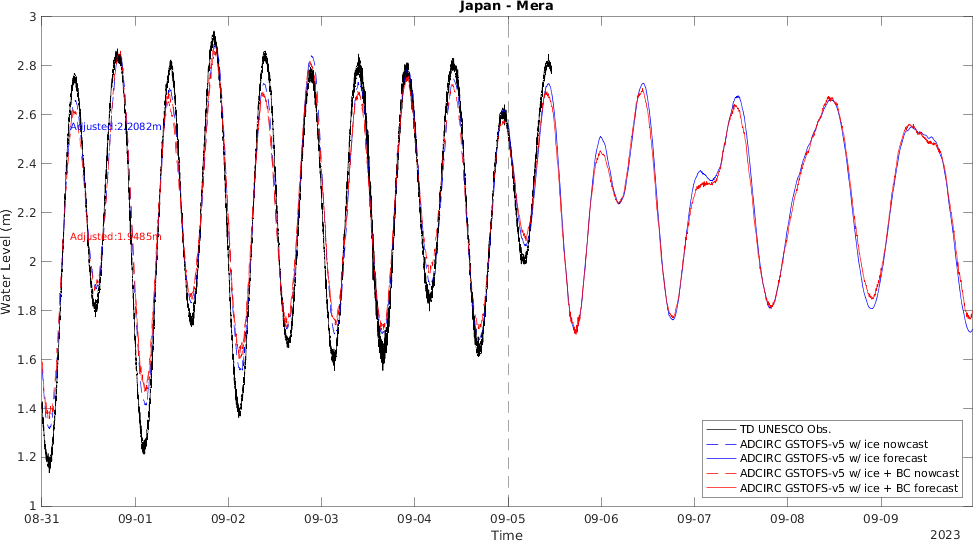 Japan - Mera
3
2.8
2.6
2.4
2.2
2
1.8
1.6
1.4
1.2
1
Water Level (m)
Adjusted:2.2082m
Adjusted:1.9485m
TD UNESCO Obs.
ADCIRC GSTOFS-v5 w/ ice nowcast
ADCIRC GSTOFS-v5 w/ ice forecast
ADCIRC GSTOFS-v5 w/ ice + BC nowcast
ADCIRC GSTOFS-v5 w/ ice + BC forecast
08-31 09-01 09-02 09-03 09-04 09-05 09-06 09-07 09-08 09-09
Time
2023